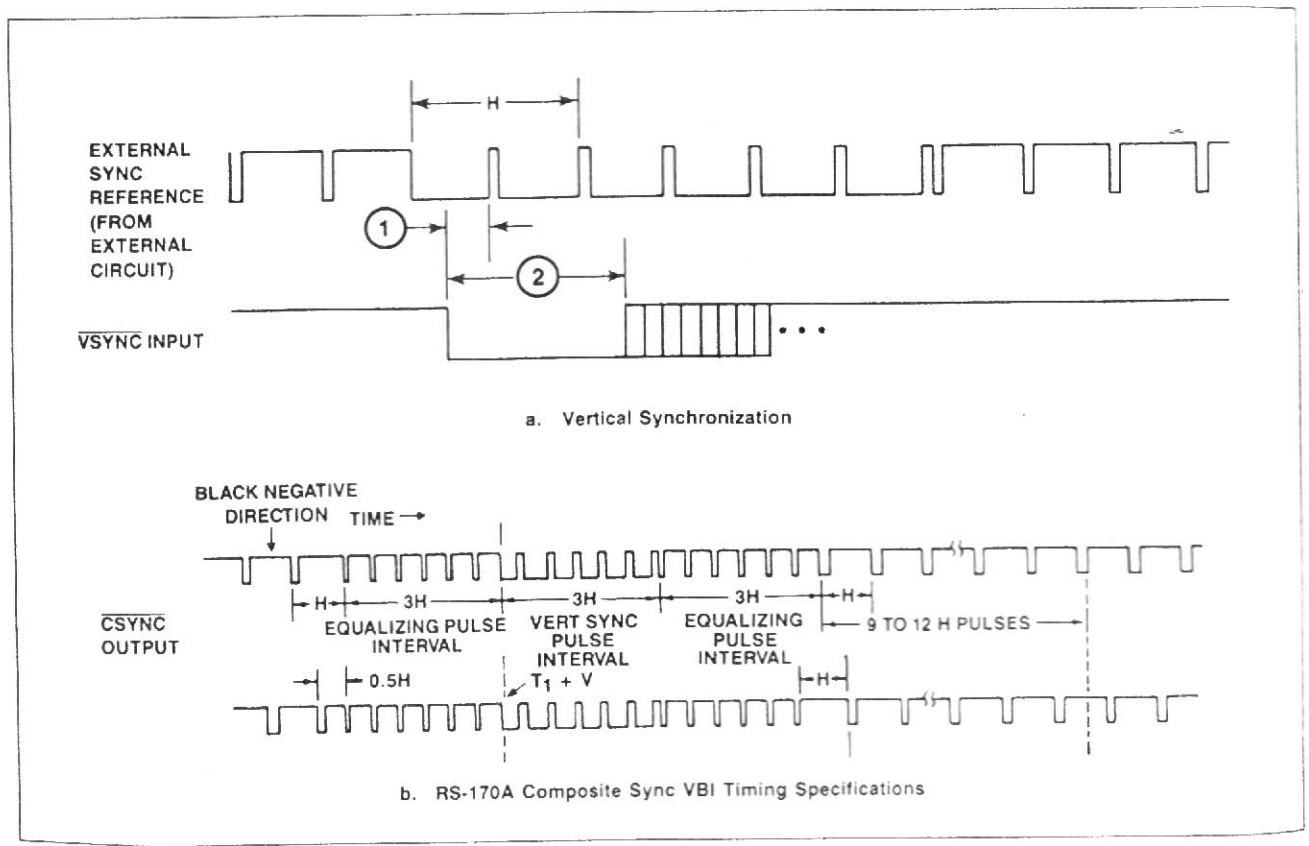 H
EXTERNAL
SYNC
REFERENCE
(FROM
EXTERNAL
CIRCUIT)
1
2
VSYNC INPUT
• • •
a. Vertical Synchronization
BLACK NEGATIVE
DIRECTION TIME →
CSYNC
OUTPUT
H 3H 3H 3H H
EQUALIZING PULSE
INTERVAL
VERT SYNC
PULSE
INTERVAL
EQUALIZING
PULSE
INTERVAL
9 TO 12 H PULSES
0.5H
T1 + V
H
b. RS-170A Composite Sync VBI Timing Specifications